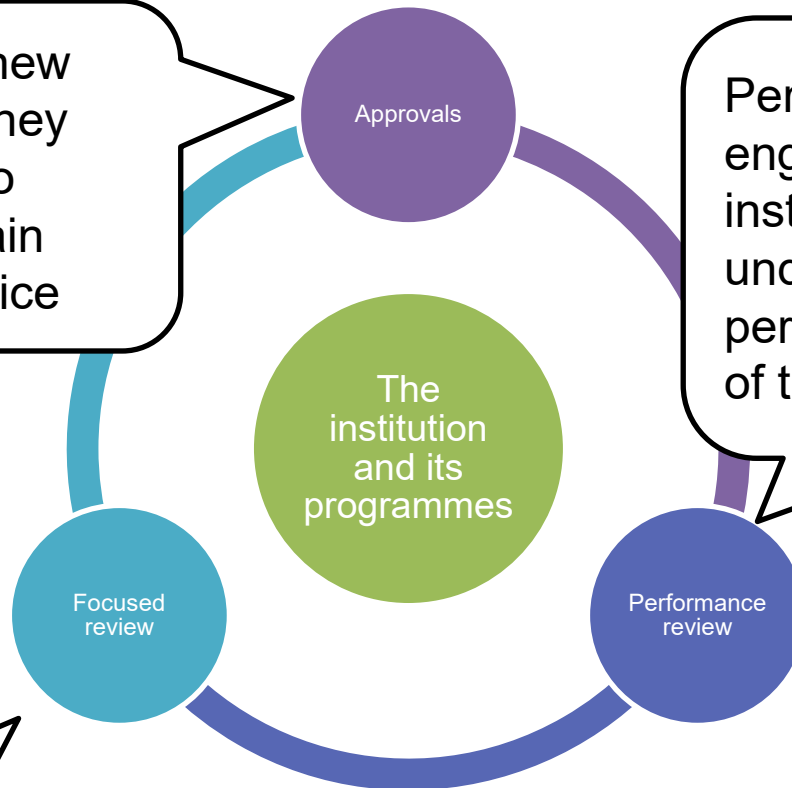 new
hey
o
ain
ice
Approvals
Per
eng
inst
per
of t
The
institution
and its
programmes
Focused
review
Performance
review